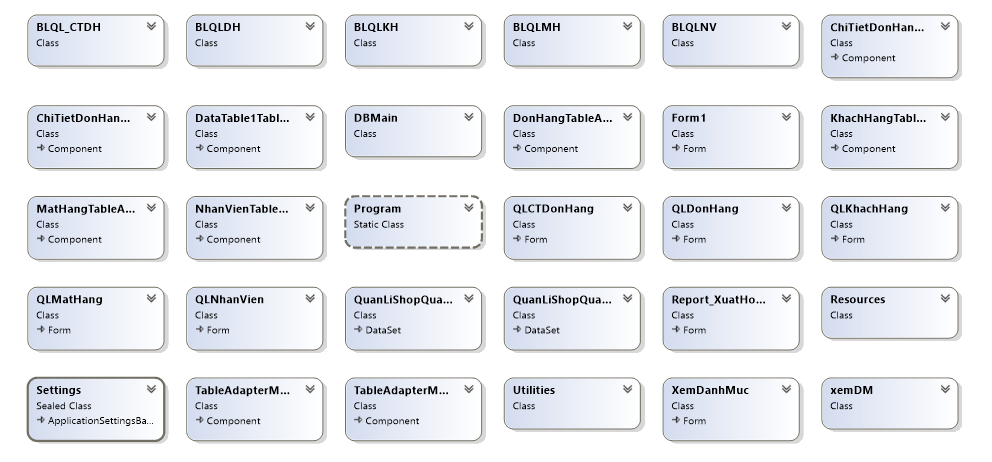 BLQL_CTDH
Class
BLQLDH
Class
BLQLKH
Class
BLQLMH
Class
BLQLNV
Class
ChiTietDonHan...
Class
Component
ChiTietDonHan...
Class
Component
DataTable1Tabl...
Class
Component
DBMain
Class
DonHangTableA...
Class
Component
Form1
Class
Form
KhachHangTabl...
Class
Component
MatHangTableA...
Class
Component
NhanVienTable...
Class
Component
Program
Static Class
QLCTDonHang
Class
Form
QLDonHang
Class
Form
QLKhachHang
Class
Form
QLMatHang
Class
Form
QLNhanVien
Class
Form
QuanLiShopQua...
Class
DataSet
QuanLiShopQua...
Class
DataSet
Report_XuatHo...
Class
Form
Resources
Class
Settings
Sealed Class
ApplicationSettingsBa...
TableAdapterM...
Class
Component
TableAdapterM...
Class
Component
Utilities
Class
XemDanhMuc
Class
Form
xemDM
Class